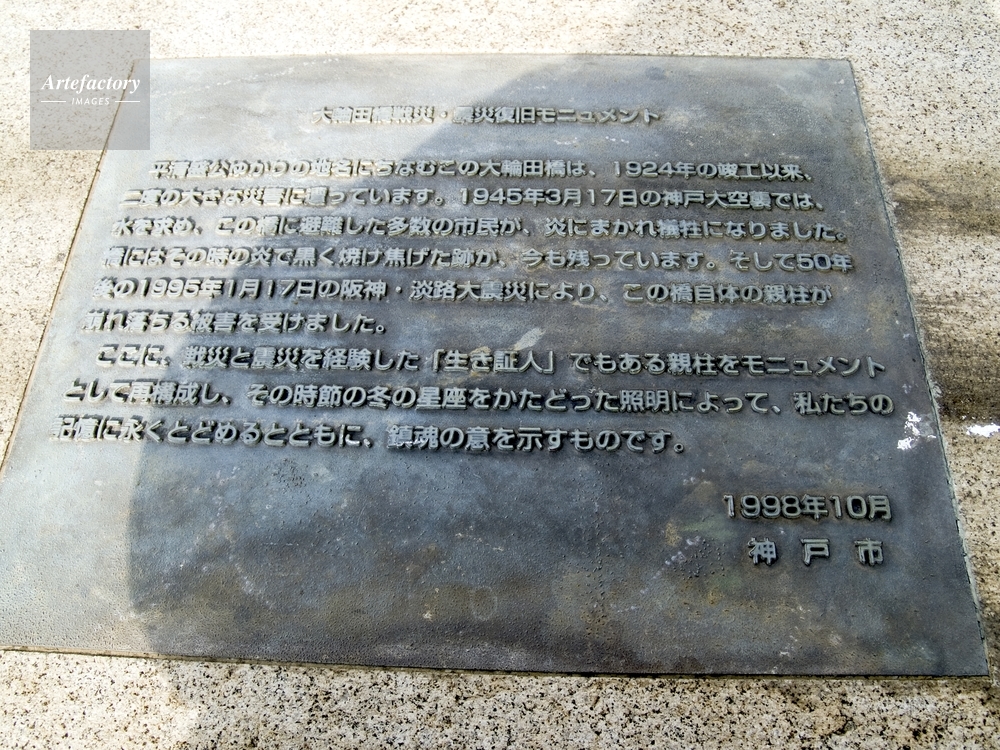 Artefactory
IMAGES
大輪田橋戦災・震災復旧モニュメント
平清盛公ゆかりの地名にちなむこの大輪田橋は、1924年の竣工以来、
二度の大きな災害に遭っています。1945年3月17日の神戸大空襲では、
水を求め、この橋に避難した多数の市民が、炎にまかれ犠牲になりました。
橋にはその時の炎で黒く焼け焦げた跡が、今も残っています。そして50年
後の1995年1月17日の阪神・淡路大震災により、この橋自体の親柱が
崩れ落ちる被害を受けました。
ここに、戦災と震災を経験した「生き証人」でもある親柱をモニュメント
として再構成し、その時節の冬の星座をかたどった照明によって、私たちの
記憶に永くとどめるとともに、鎮魂の意を示すものです。
1998年10月
神戸市